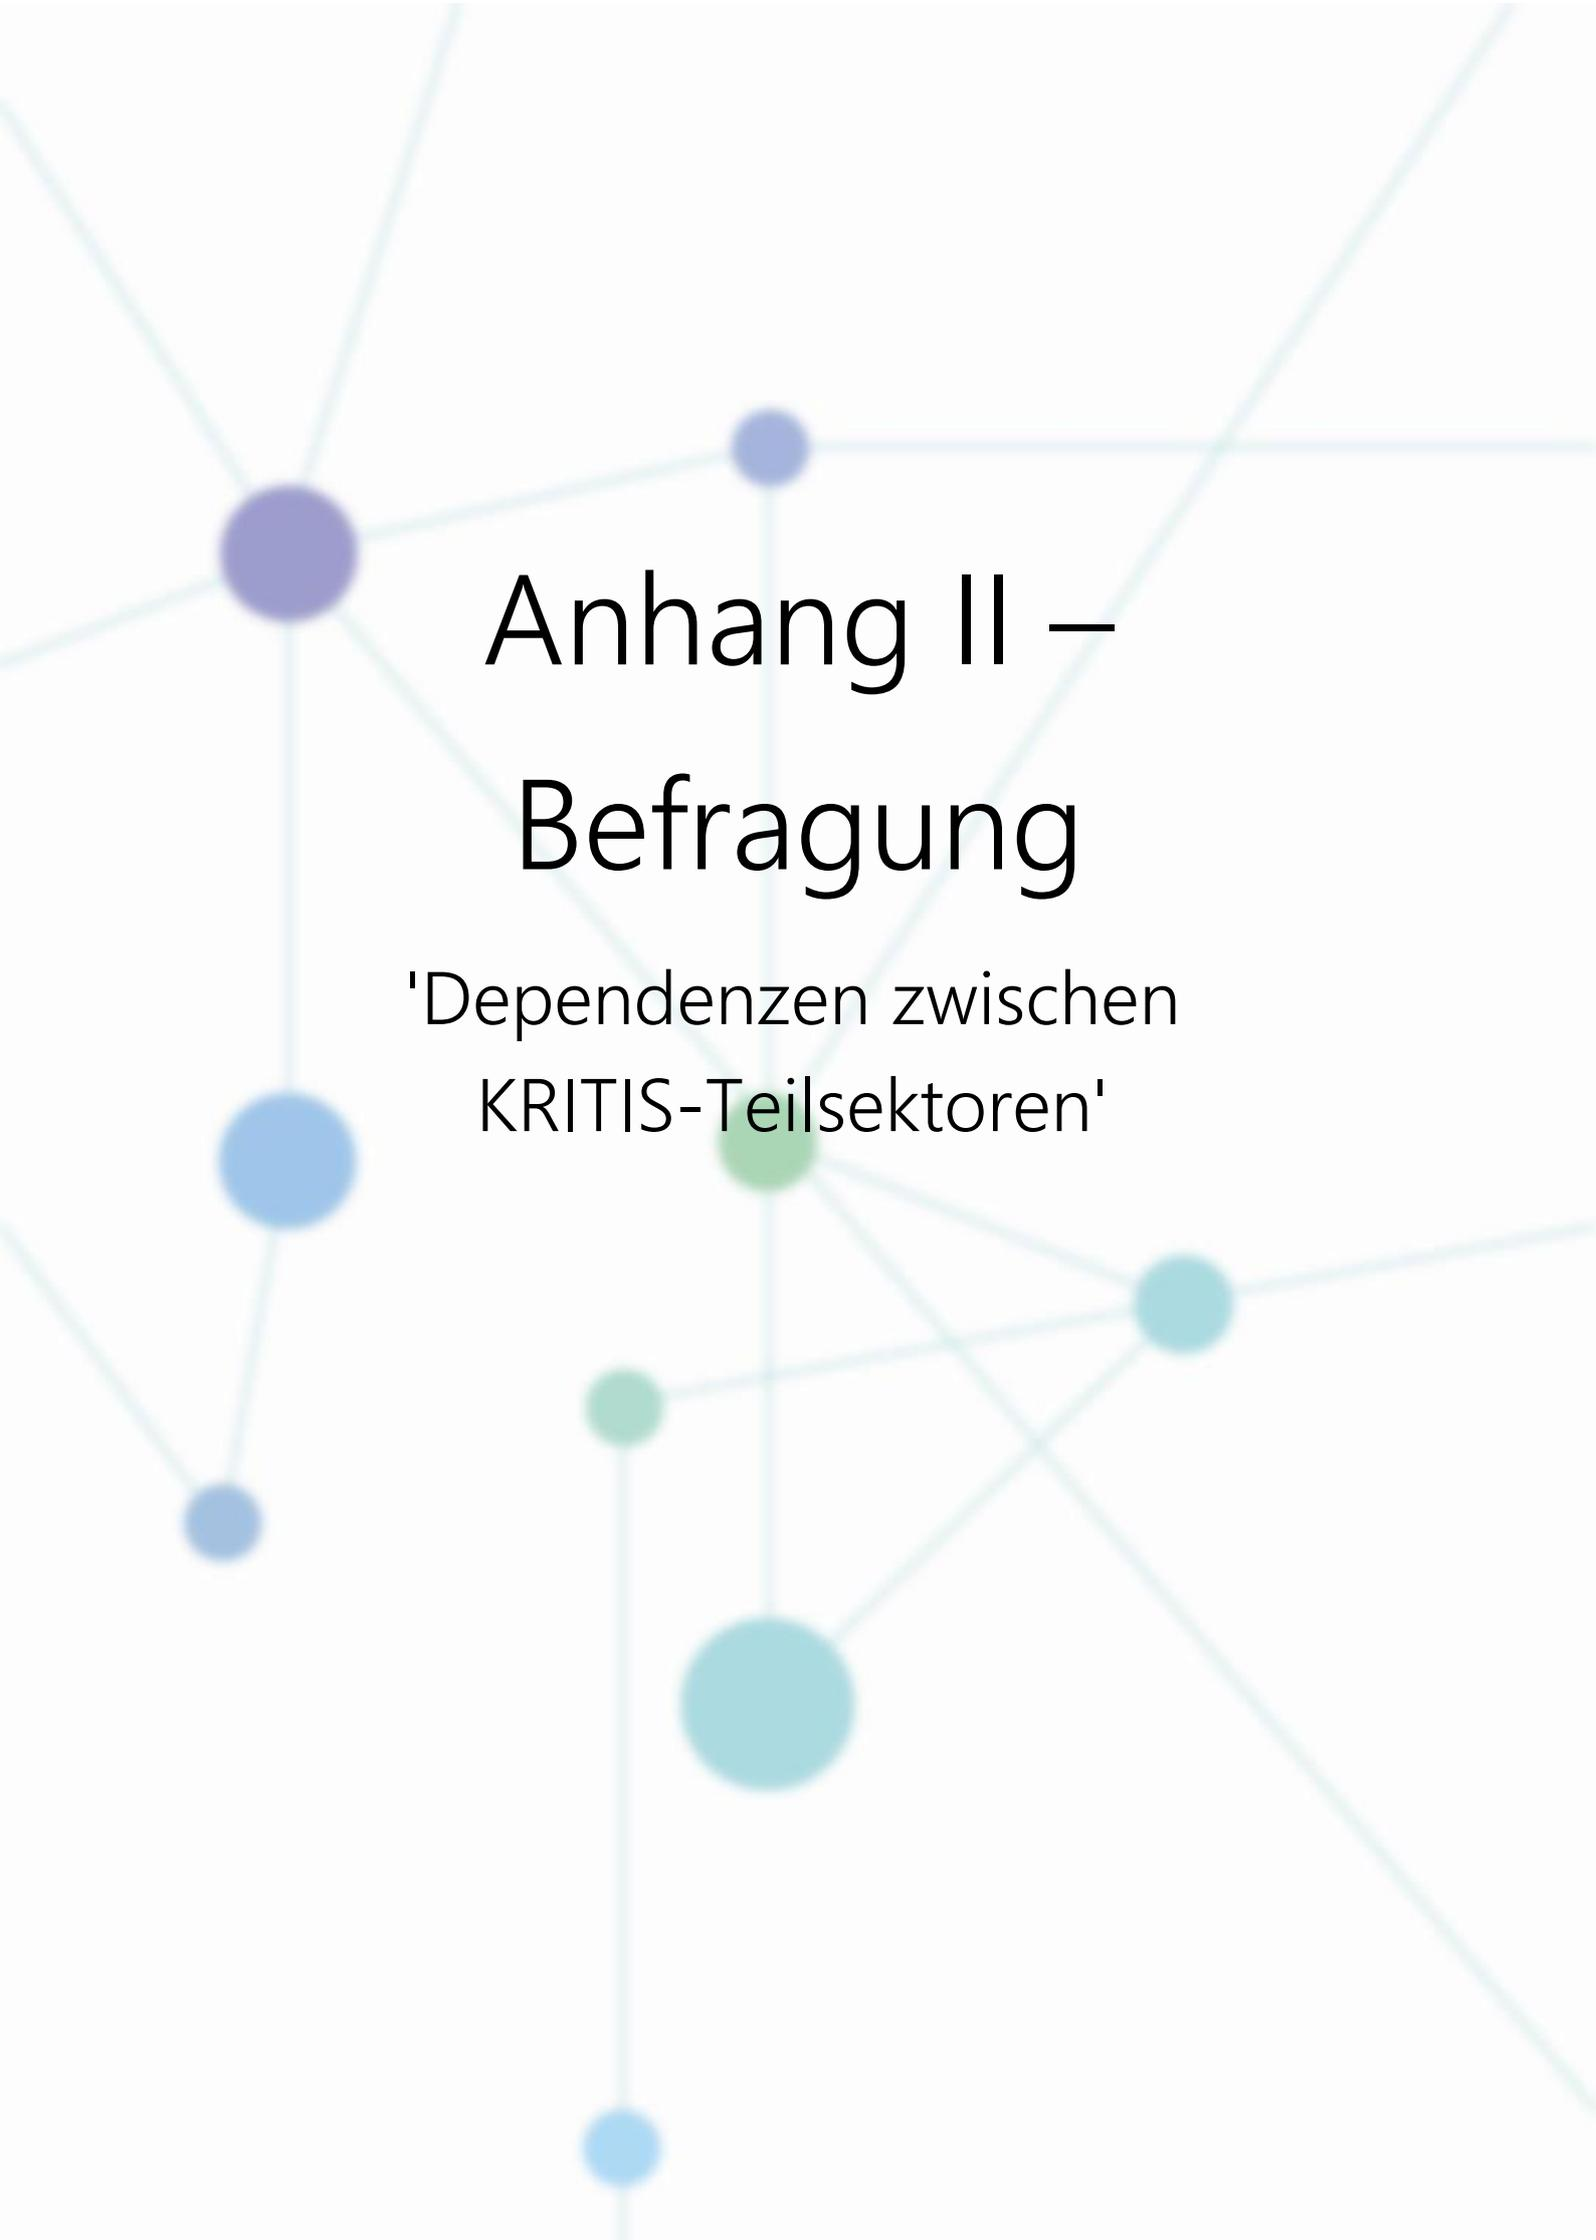 Anhang II –
Befragung
'Dependenzen zwischen
KRITIS-Teilsektoren'